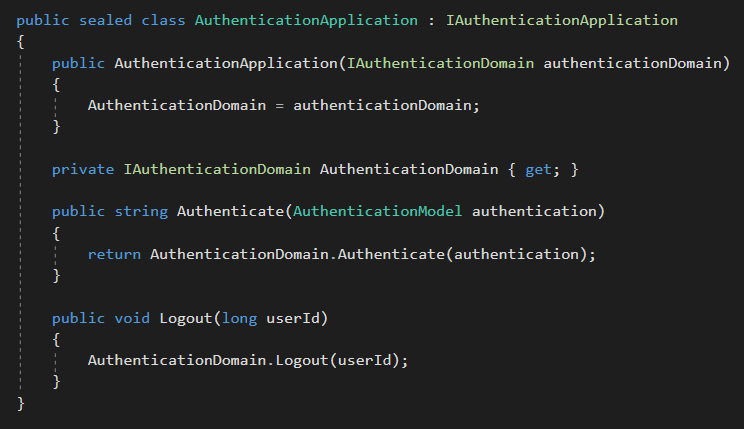 public sealed class AuthenticationApplication : IAuthenticationApplication
{
    public AuthenticationApplication(IAuthenticationDomain authenticationDomain)
    {
        AuthenticationDomain = authenticationDomain;
    }

    private IAuthenticationDomain AuthenticationDomain { get; }

    public string Authenticate(AuthenticationModel authentication)
    {
        return AuthenticationDomain.Authenticate(authentication);
    }

    public void Logout(long userId)
    {
        AuthenticationDomain.Logout(userId);
    }
}